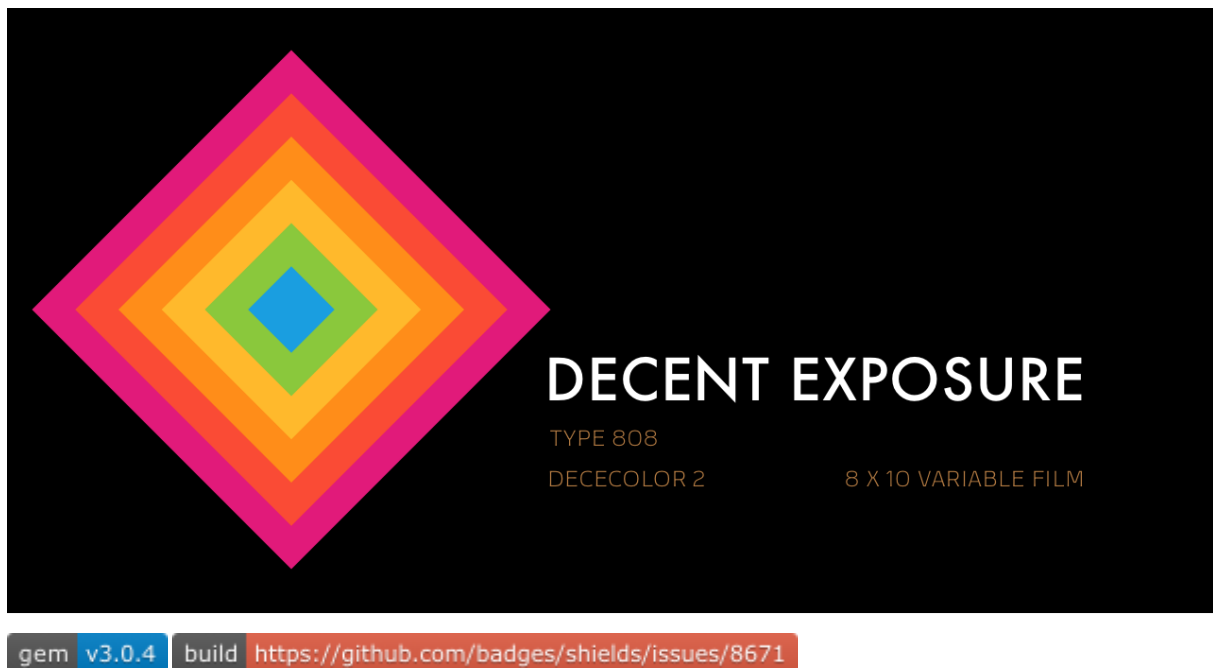 DECENT EXPOSURE
TYPE 808
DECECOLOR 2 8 X 10 VARIABLE FILM
gem v3.0.4 build https://github.com/badges/shields/issues/8671